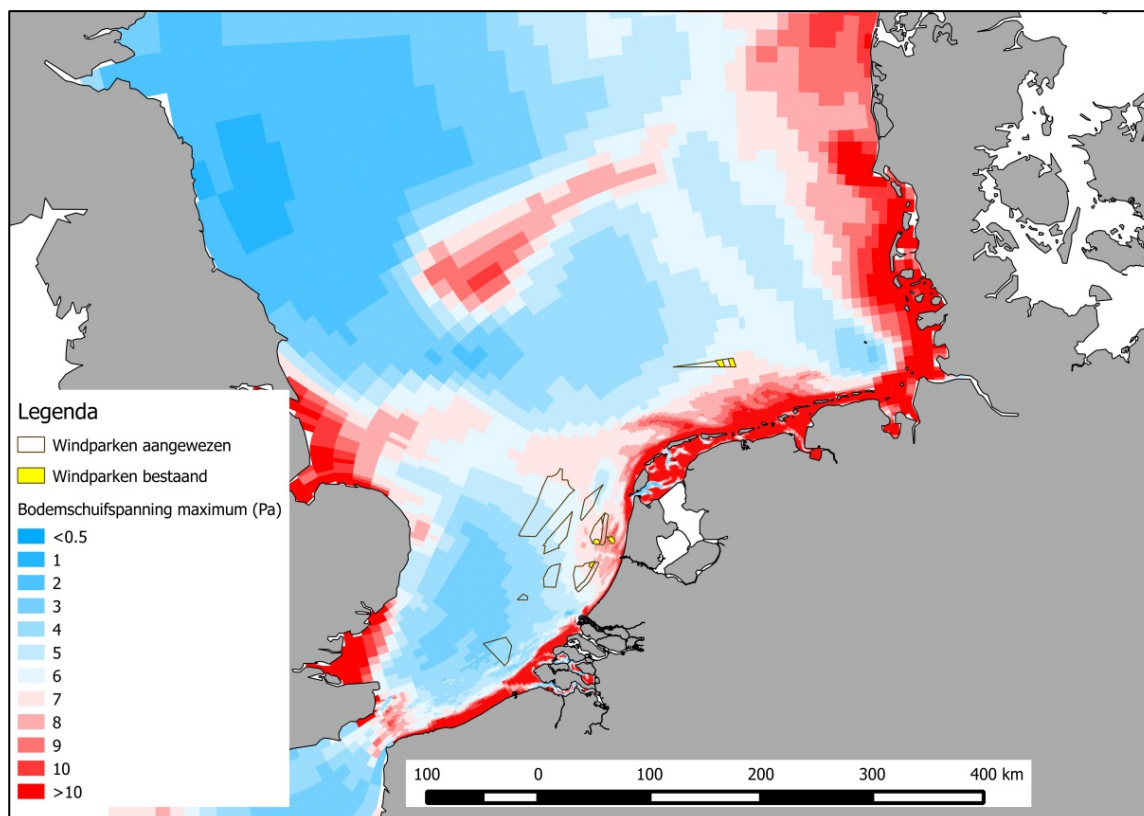 Legenda
Windparken aangewezen
Windparken bestaand
Bodemschuifspanning maximum (Pa)
<0.5
1
2
3
4
5
6
7
8
9
10
>10
100 0 100 200 300 400 km